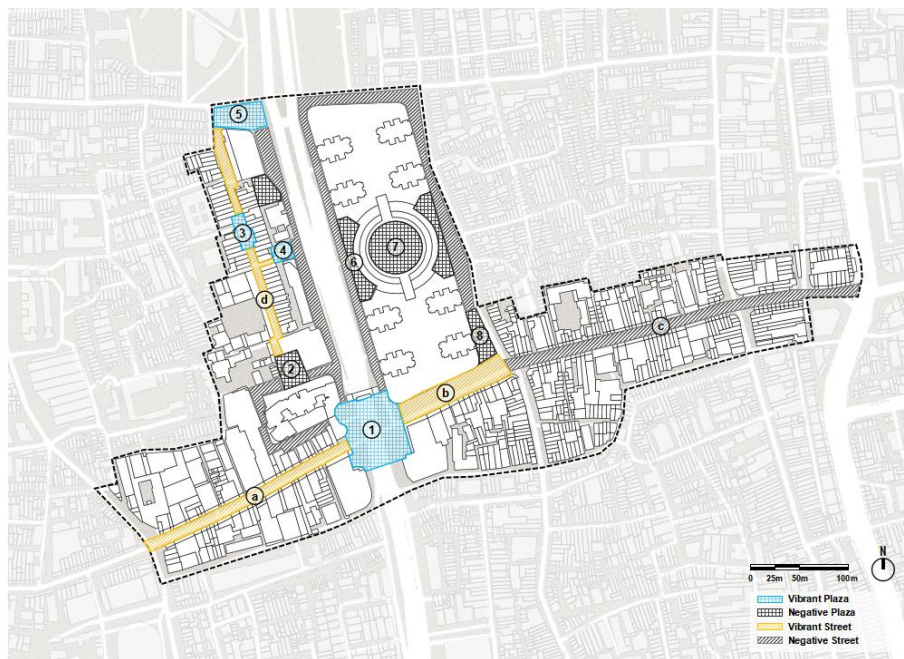 5
3
4
7
6
d
c
8
2
b
1
a
N
0 25m 50m 100m
Vibrant Plaza
Negative Plaza
Vibrant Street
Negative Street